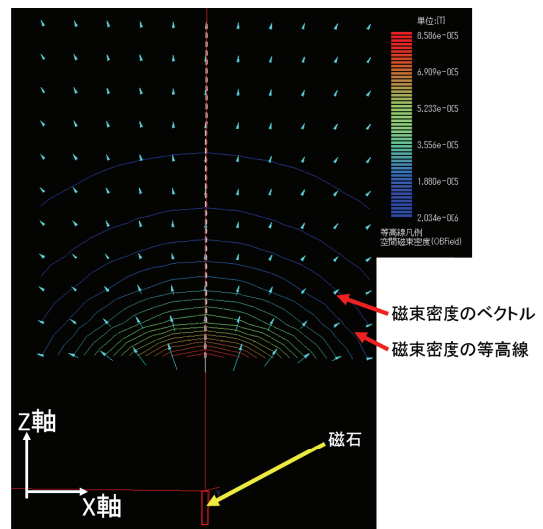 単位:[T]
8.586e-005
6.909e-005
5.233e-005
3.556e-005
1.880e-005
2.034e-006
等高線凡例
空間磁束密度(OBField)
磁束密度のベクトル
磁束密度の等高線
Z軸
X軸
磁石